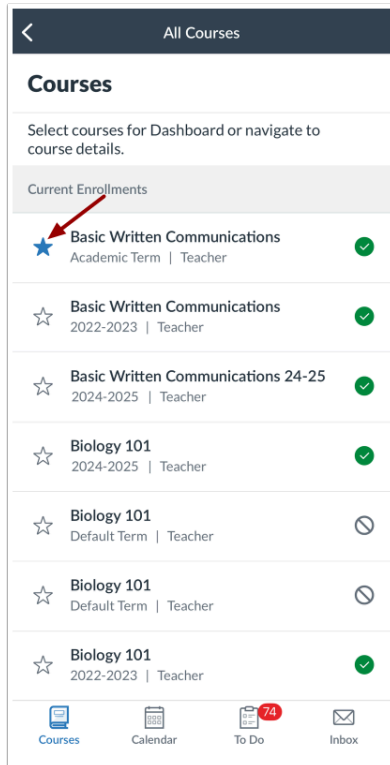 All Courses
Courses
Select courses for Dashboard or navigate to
course details.
Current Enrollments
Basic Written Communications
Academic Term | Teacher
Basic Written Communications
2022-2023 | Teacher
Basic Written Communications 24-25
2024-2025 | Teacher
Biology 101
2024-2025 | Teacher
Biology 101
Default Term | Teacher
Biology 101
Default Term | Teacher
Biology 101
2022-2023 | Teacher
74
Courses Calendar To Do Inbox